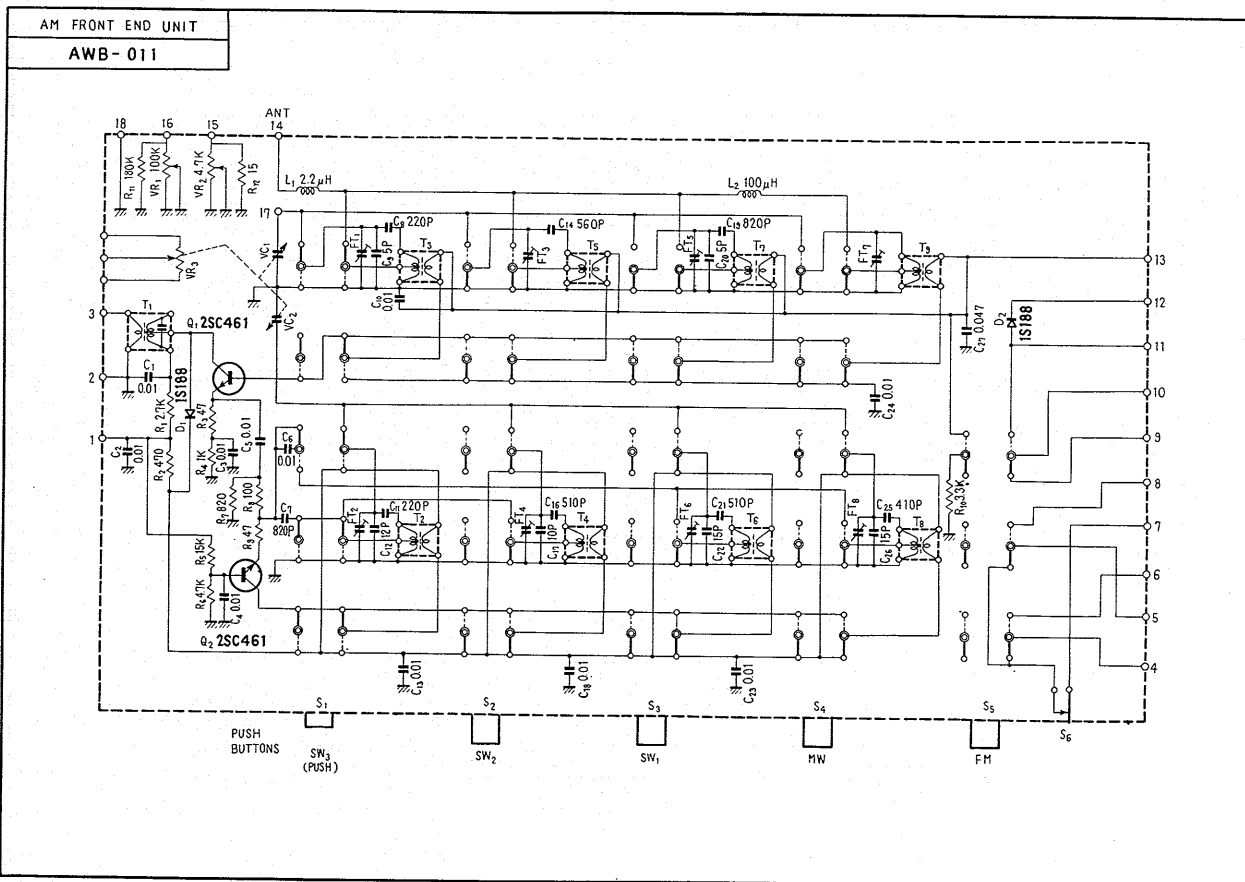 AM FRONT END UNIT
AWB-011
ANT
18
16
15
14
R11 180K
VR1 100K
VR2 4.7K
R12 15
L1 2.2μH
L2 100μH
17
VC1
FT1
C8 220P
C9 5P
T3
C14 560P
FT3
T5
C19 820P
FT5
C20 5P
T7
FT7
T9
13
VR3
C10 0.01
VC2
12
D2
1S188
C21 0.047
11
3
T1
Q1 2SC461
C1
0.01
2
1S188
D1
R1 2.7K
R3 47
C24 0.01
10
C5 0.01
9
1
C2 0.01
R2 470
R4 1K
C3 0.01
C6
0.01
8
R7 820
R8 100
C7
820P
FT2
C11 220P
C12 12P
T2
FT4
C16 510P
C17 10P
T4
FT6
C21 510P
C22 15P
T6
FT8
C25 410P
C26 15P
T8
R10 33K
7
R9 47
R5 15K
R6 4.7K
C4 0.01
6
5
Q2 2SC461
4
C13 0.01
C18 0.01
C23 0.01
S1
S2
S3
S4
S5
S6
PUSH
BUTTONS
SW3
(PUSH)
SW2
SW1
MW
FM